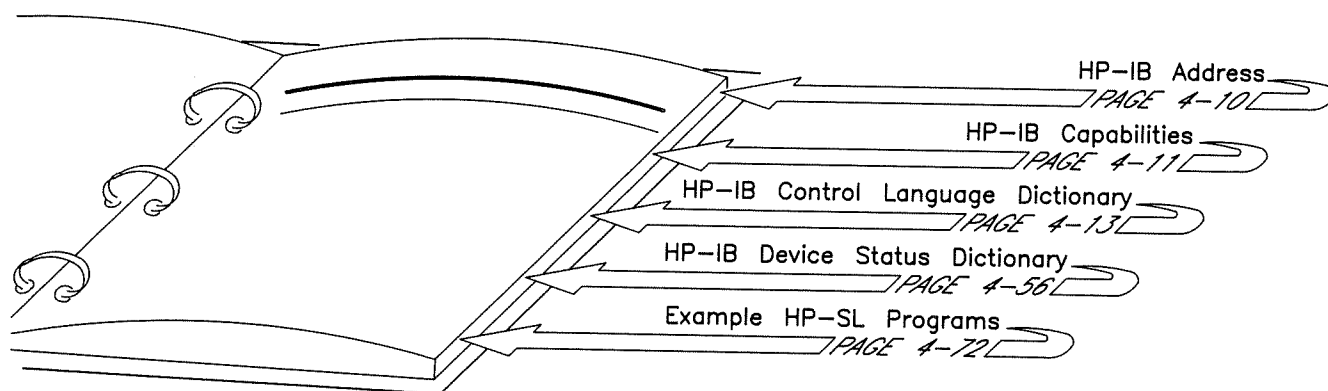 HP-IB Address
PAGE 4-10
HP-IB Capabilities
PAGE 4-11
HP-IB Control Language Dictionary
PAGE 4-13
HP-IB Device Status Dictionary
PAGE 4-56
Example HP-SL Programs
PAGE 4-72